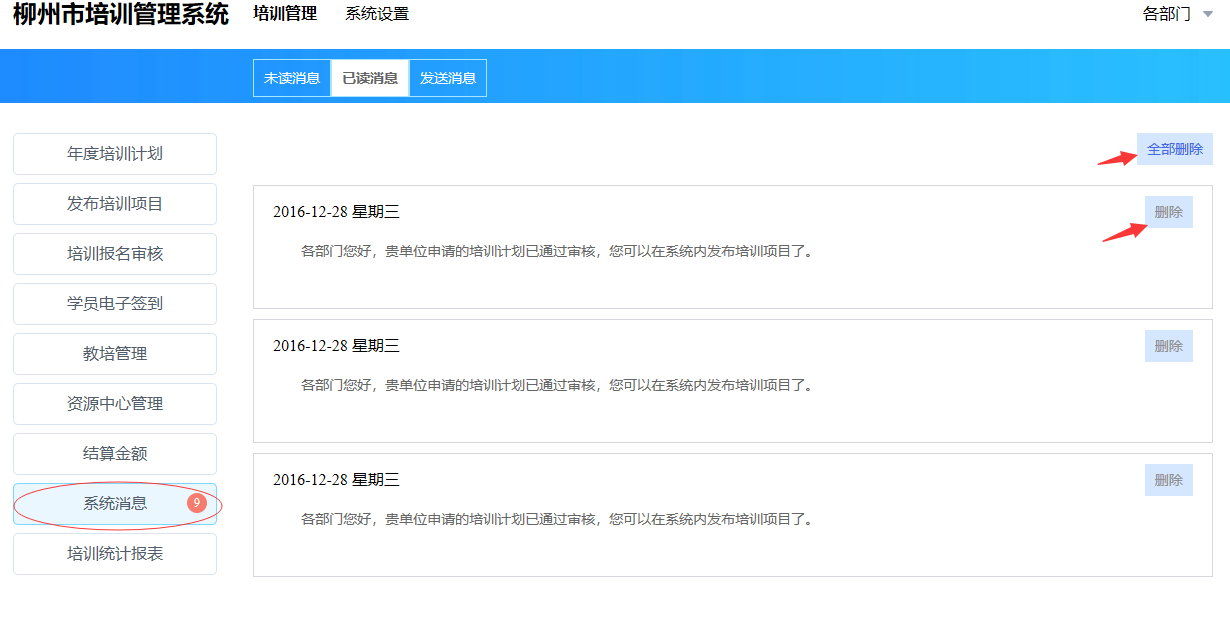 柳州市培训管理系统 培训管理 系统设置 各部门
未读消息 已读消息 发送消息
年度培训计划
发布培训项目
培训报名审核
学员电子签到
教培管理
资源中心管理
结算金额
系统消息 9
培训统计报表
全部删除
2016-12-28 星期三 删除
各部门您好，贵单位申请的培训计划已通过审核，您可以在系统内发布培训项目了。
2016-12-28 星期三 删除
各部门您好，贵单位申请的培训计划已通过审核，您可以在系统内发布培训项目了。
2016-12-28 星期三 删除
各部门您好，贵单位申请的培训计划已通过审核，您可以在系统内发布培训项目了。